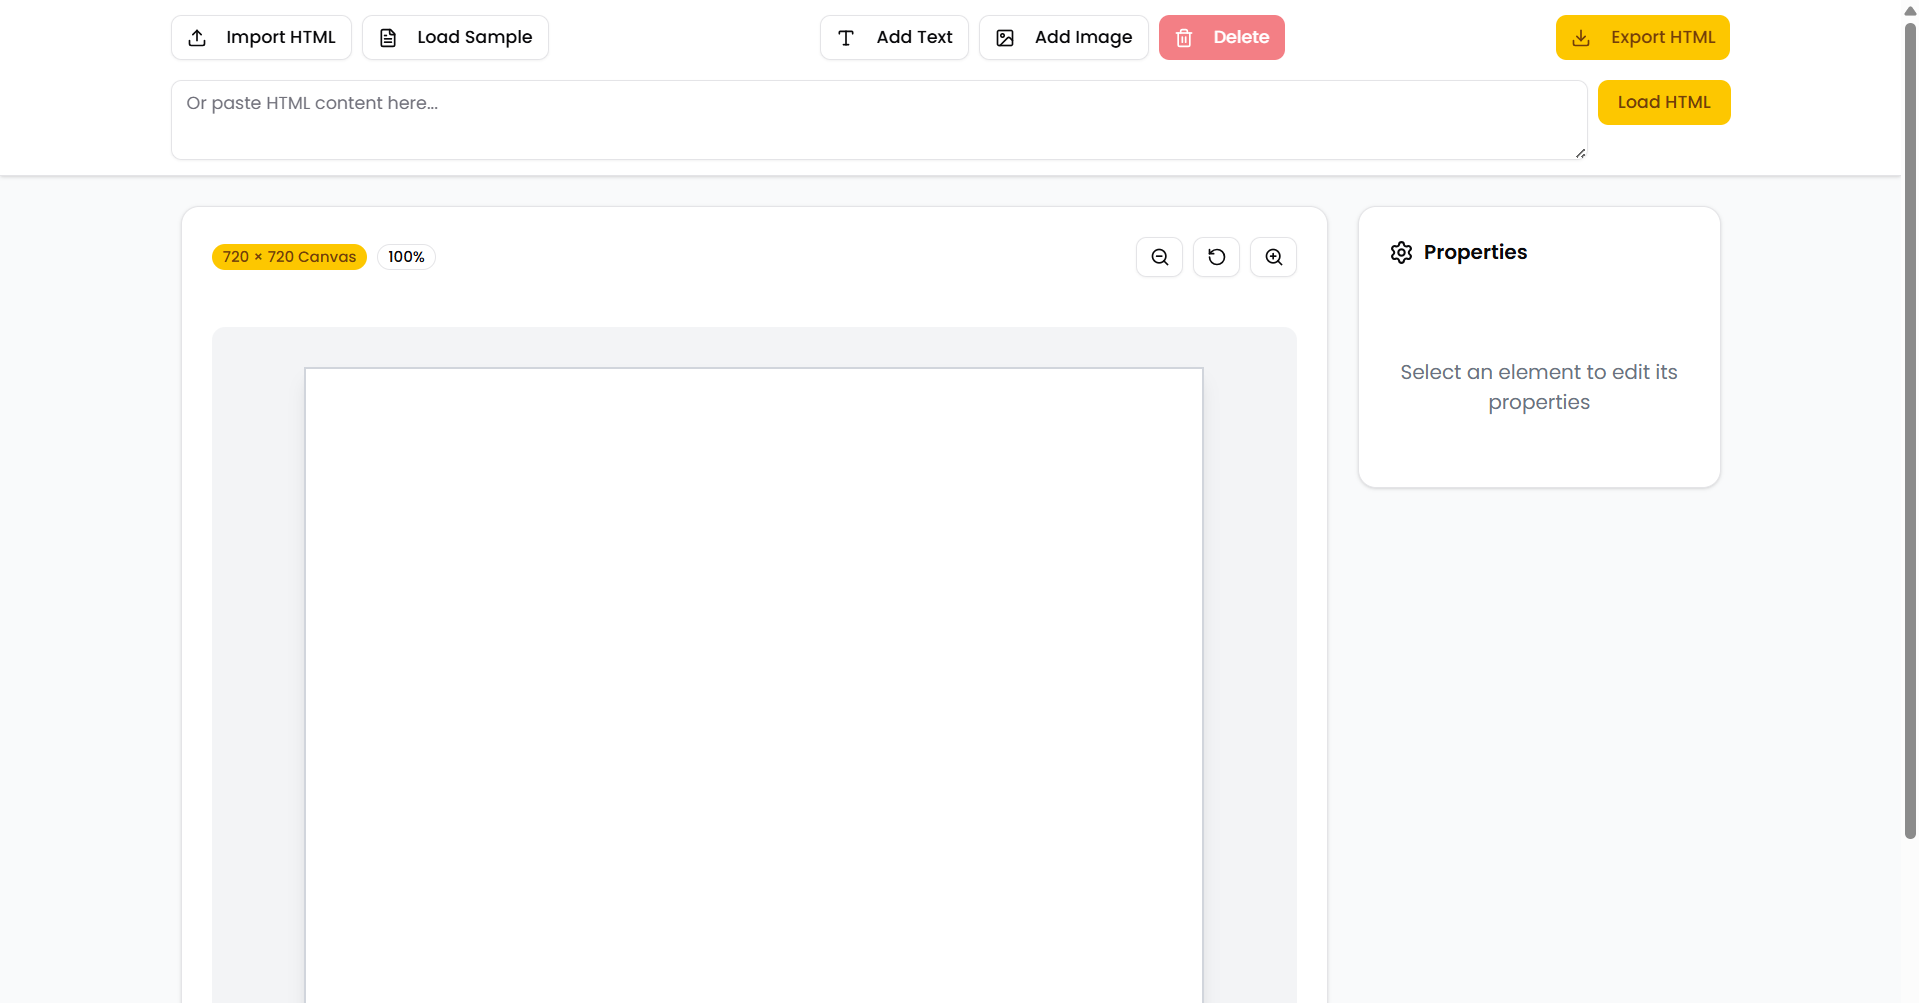 Import HTML
Load Sample
Add Text
Add Image
Delete
Export HTML
Or paste HTML content here...
Load HTML
720 × 720 Canvas
100%
Properties
Select an element to edit its
properties